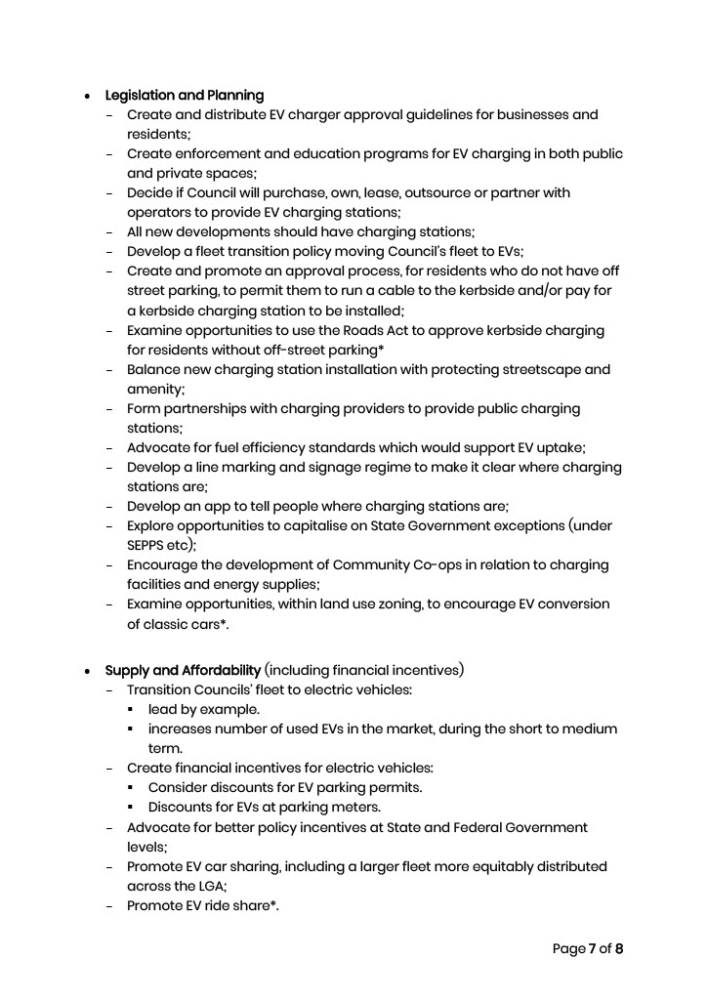 • Legislation and Planning
– Create and distribute EV charger approval guidelines for businesses and
residents;
– Create enforcement and education programs for EV charging in both public
and private spaces;
– Decide if Council will purchase, own, lease, outsource or partner with
operators to provide EV charging stations;
– All new developments should have charging stations;
– Develop a fleet transition policy moving Council's fleet to EVs;
– Create and promote an approval process, for residents who do not have off
street parking, to permit them to run a cable to the kerbside and/or pay for
a kerbside charging station to be installed;
– Examine opportunities to use the Roads Act to approve kerbside charging
for residents without off-street parking*
– Balance new charging station installation with protecting streetscape and
amenity;
– Form partnerships with charging providers to provide public charging
stations;
– Advocate for fuel efficiency standards which would support EV uptake;
– Develop a line marking and signage regime to make it clear where charging
stations are;
– Develop an app to tell people where charging stations are;
– Explore opportunities to capitalise on State Government exceptions (under
SEPPS etc);
– Encourage the development of Community Co-ops in relation to charging
facilities and energy supplies;
– Examine opportunities, within land use zoning, to encourage EV conversion
of classic cars*.
• Supply and Affordability (including financial incentives)
– Transition Councils' fleet to electric vehicles:
▪ lead by example.
▪ increases number of used EVs in the market, during the short to medium
term.
– Create financial incentives for electric vehicles:
▪ Consider discounts for EV parking permits.
▪ Discounts for EVs at parking meters.
– Advocate for better policy incentives at State and Federal Government
levels;
– Promote EV car sharing, including a larger fleet more equitably distributed
across the LGA;
– Promote EV ride share*.
Page 7 of 8